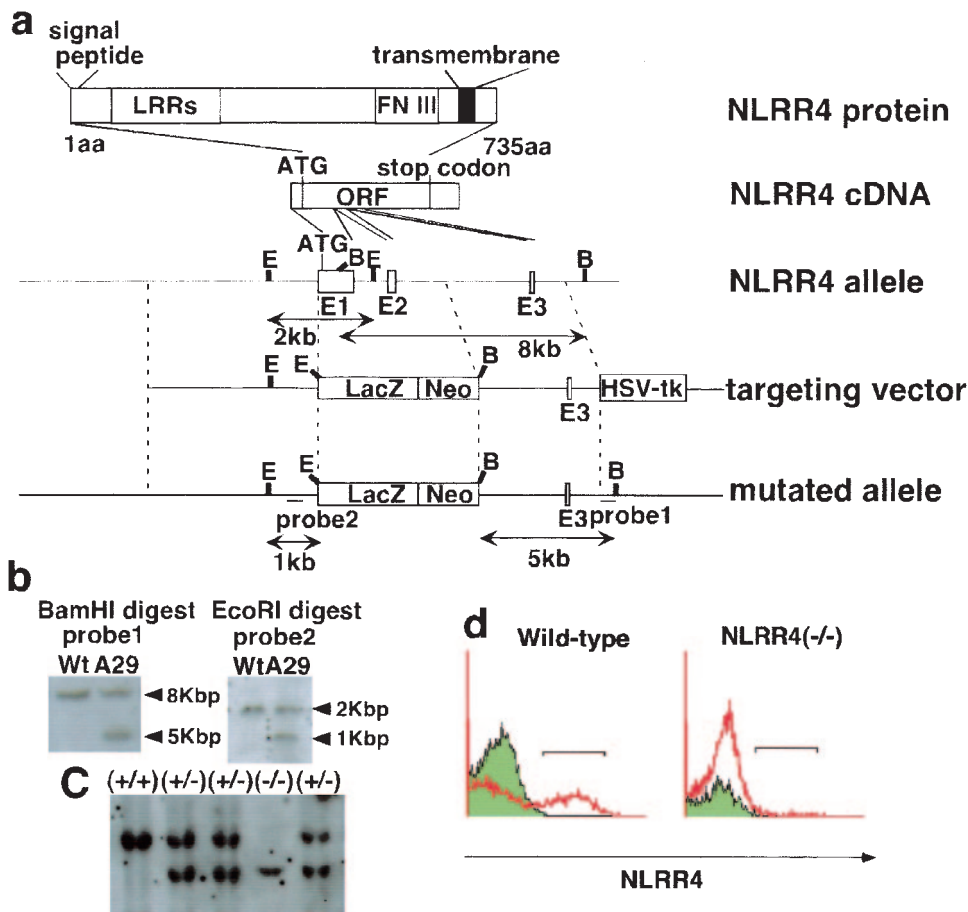 a
signal
peptide
transmembrane
LRRs
FN III
NLRR4 protein
1aa
735aa
ATG
stop codon
ORF
NLRR4 cDNA
ATG
E
B
E
B
NLRR4 allele
E1
E2
E3
2kb
8kb
E
E
B
LacZ
Neo
HSV-tk
targeting vector
E3
E
E
B
B
LacZ
Neo
mutated allele
probe2
E3
probe1
1kb
5kb
b
BamHI digest
probe1
Wt A29
8Kbp
5Kbp
EcoRI digest
probe2
WtA29
2Kbp
1Kbp
C
(+/+) (+/-) (+/-) (-/-) (+/-)
d
Wild-type
NLRR4(-/-)
NLRR4